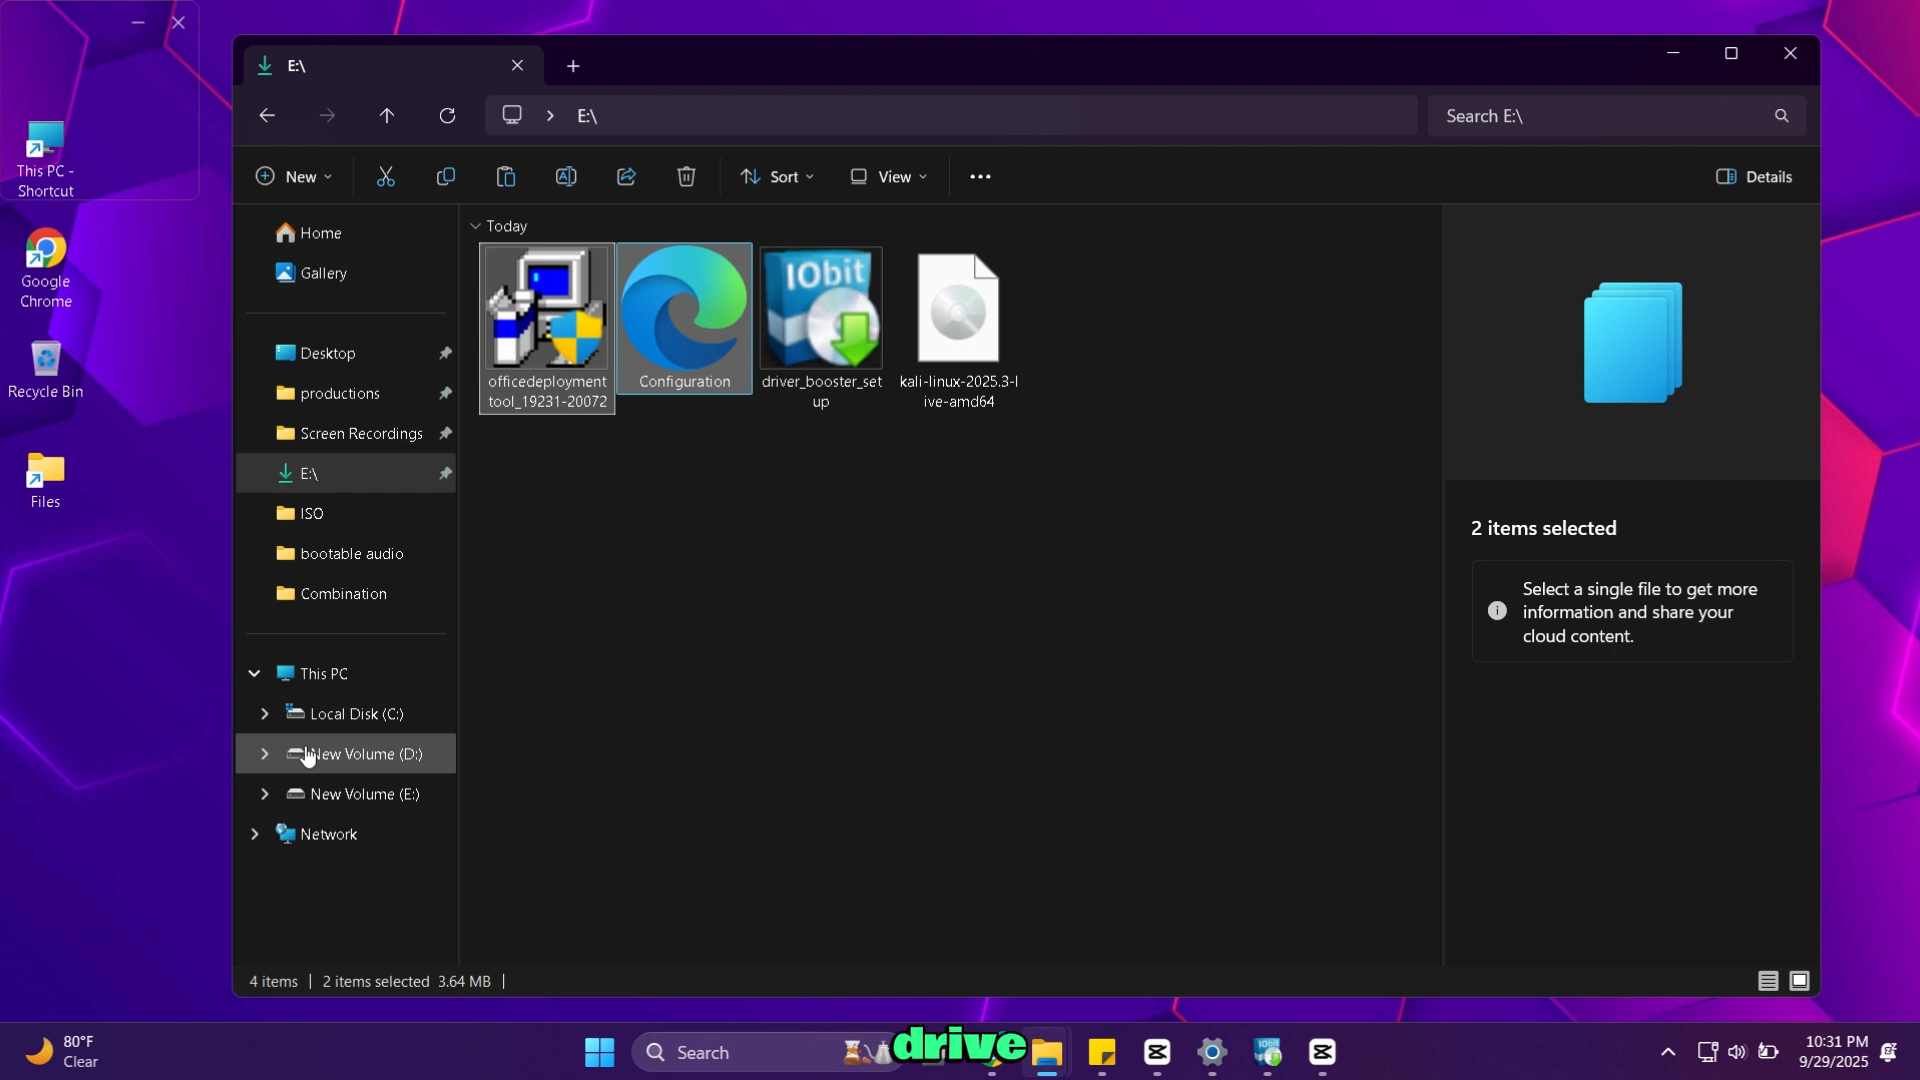 E:\
E:\
Search E:\
New
Sort
View
Details
Home
Gallery
Desktop
productions
Screen Recordings
E:\
ISO
bootable audio
Combination
This PC
Local Disk (C:)
New Volume (D:)
New Volume (E:)
Network
Today
IObit
officedeployment
tool_19231-20072
Configuration
driver_booster_set
up
kali-linux-2025.3-l
ive-amd64
2 items selected
Select a single file to get more
information and share your
cloud content.
4 items
2 items selected 3.64 MB
This PC -
Shortcut
Google
Chrome
Recycle Bin
Files
80°F
Clear
Search
drive
IObit
10:31 PM
9/29/2025